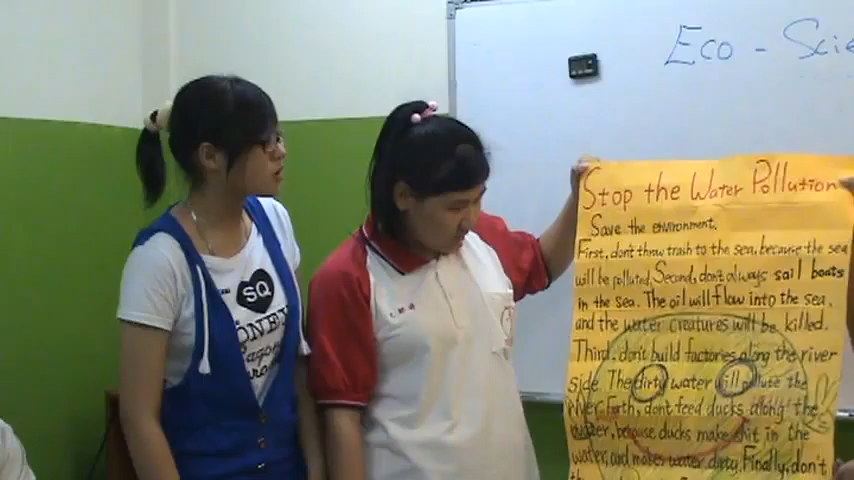 Eco - Scie
Stop the Water Pollution
Save the environment.
First, don't throw trash to the sea, because the sea
will be polluted. Second, don't always sail boats
in the sea. The oil will flow into the sea.
and the water creatures will be killed.
Third, don't build factories along the river
side. The dirty water will pollute the
river. Forth, don't feed ducks along the
water, because ducks make shit in the
water, and makes water dirty. Finally, don't
SQ